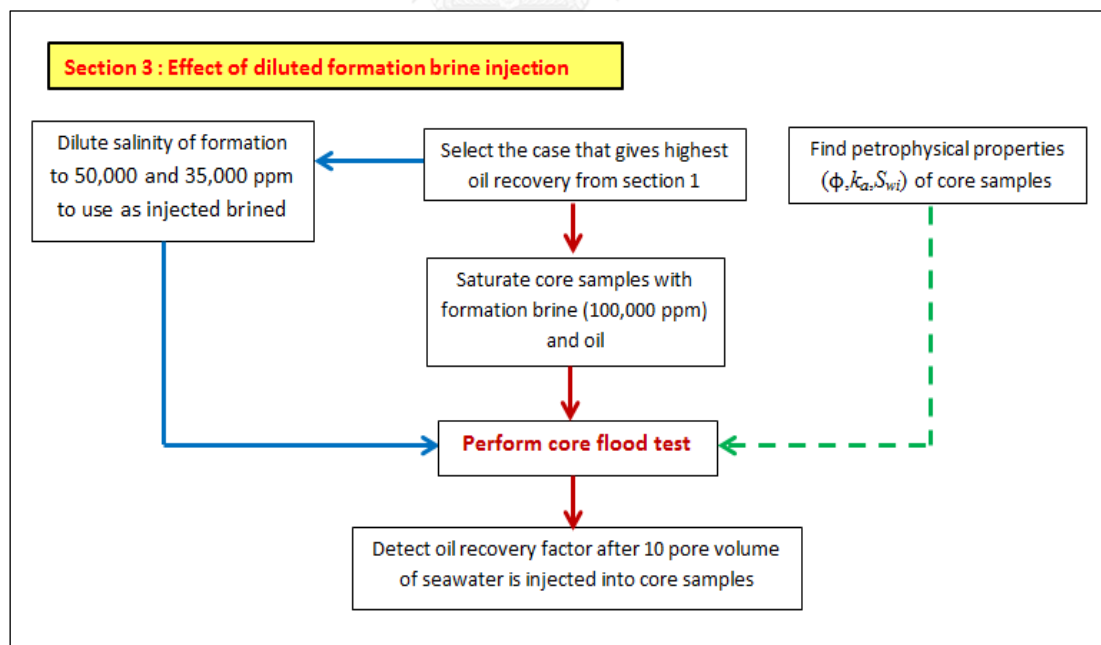 Section 3 : Effect of diluted formation brine injection
Dilute salinity of formation
to 50,000 and 35,000 ppm
to use as injected brined
Select the case that gives highest
oil recovery from section 1
Find petrophysical properties
(ϕ,kₐ,S_wi) of core samples
Saturate core samples with
formation brine (100,000 ppm)
and oil
Perform core flood test
Detect oil recovery factor after 10 pore volume
of seawater is injected into core samples